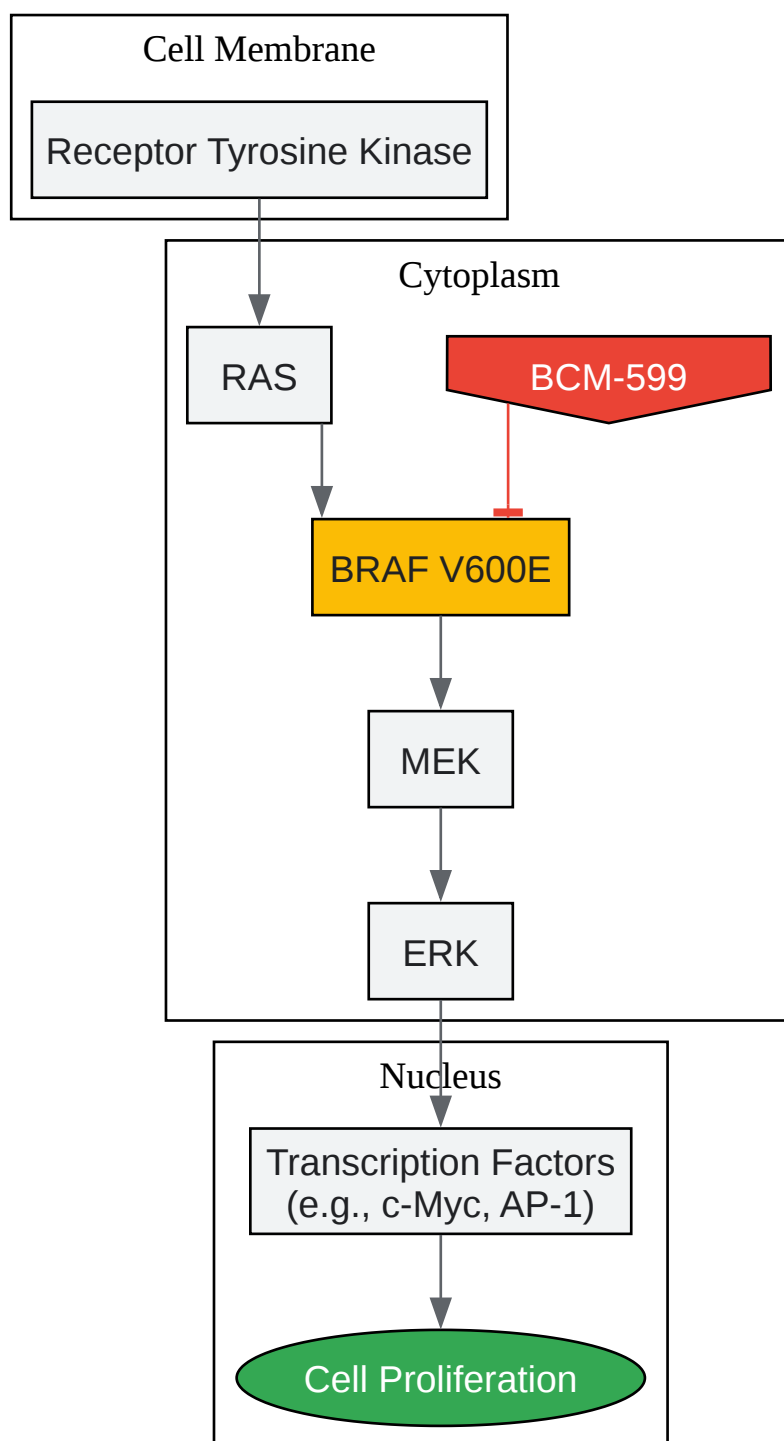 Cell Membrane
Receptor Tyrosine Kinase
Cytoplasm
RAS
BCM-599
BRAF V600E
MEK
ERK
Nucleus
Transcription Factors
(e.g., c-Myc, AP-1)
Cell Proliferation